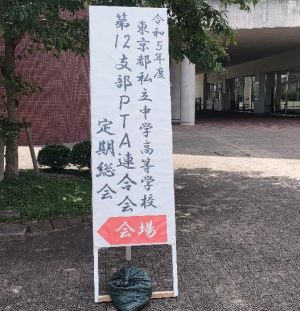 令和5年度
東京都私立中学高等学校
第12支部PTA連合会
定期総会
会場